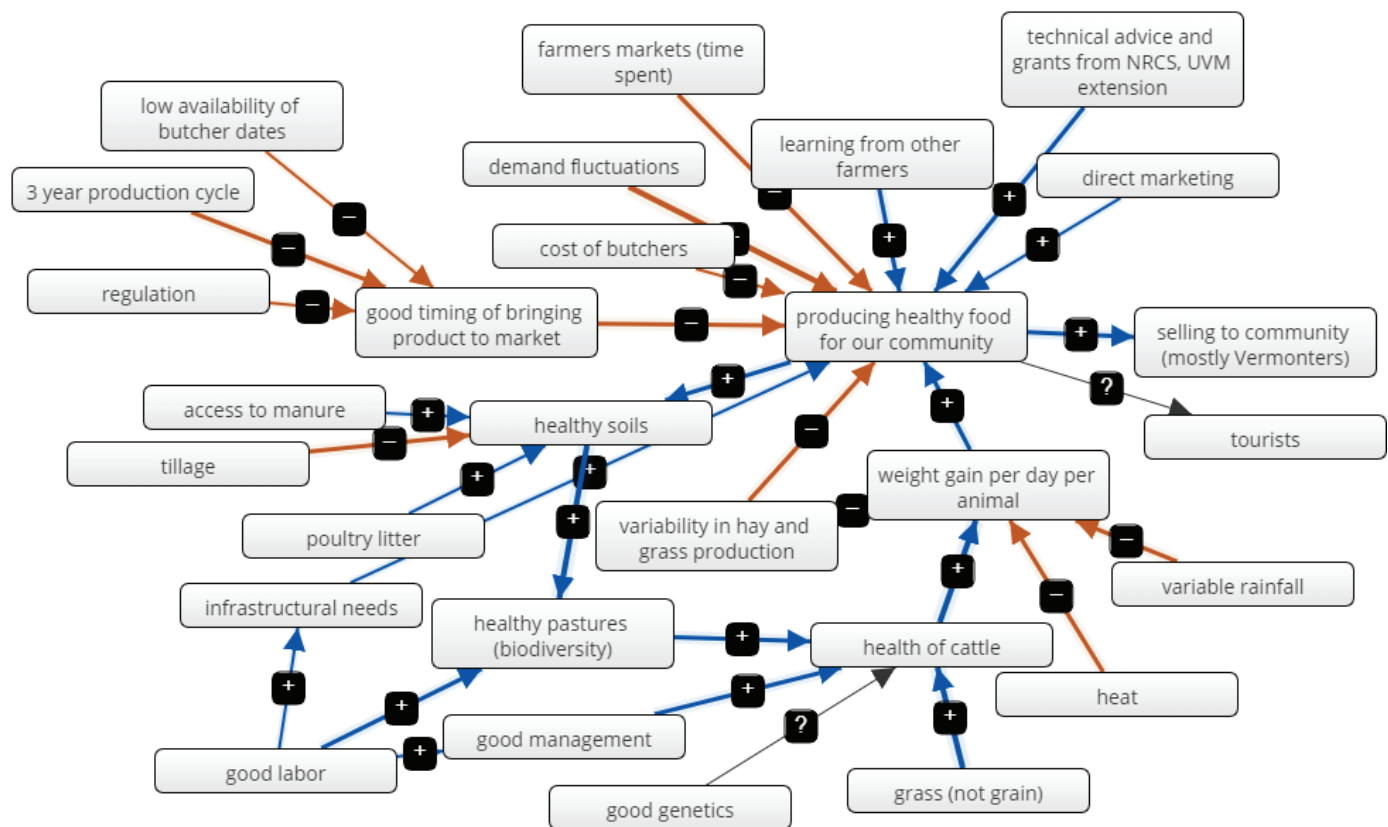 farmers markets (time
spent)
technical advice and
grants from NRCS, UVM
extension
low availability of
butcher dates
learning from other
farmers
demand fluctuations
3 year production cycle
direct marketing
−
+
−
−
cost of butchers
+
+
−
−
regulation
−
good timing of bringing
product to market
−
producing healthy food
for our community
+
selling to community
(mostly Vermonters)
+
?
access to manure
+
healthy soils
+
tourists
−
−
tillage
+
+
weight gain per day per
animal
−
variability in hay and
grass production
poultry litter
+
−
+
variable rainfall
infrastructural needs
−
healthy pastures
(biodiversity)
+
health of cattle
+
+
+
heat
+
?
+
good management
+
good labor
good genetics
grass (not grain)